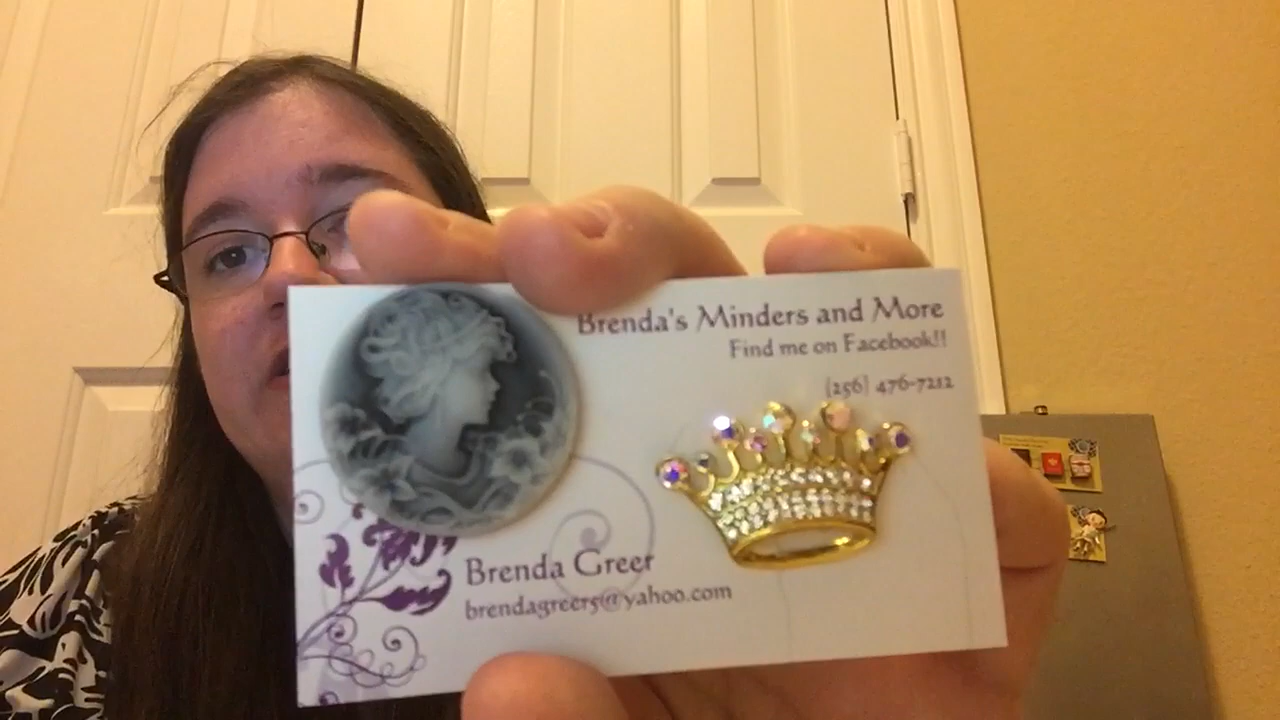 Brenda's Minders and More
Find me on Facebook!!
(256) 476-7212
Brenda Greer
brendagreer5@yahoo.com